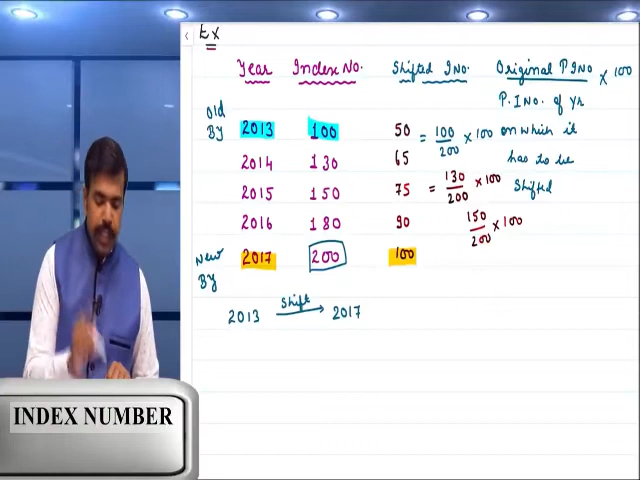 Ex
Year Index No. Shifted I No. Original P I No × 100
P. I No. of yr
Old
By 2013 100 50 = 100/200 × 100 on which it
2014 130 65 has to be
2015 150 75 = 130/200 × 100 Shifted
2016 180 90 150/200 × 100
New
By 2017 200 100
2013 Shift 2017
INDEX NUMBER